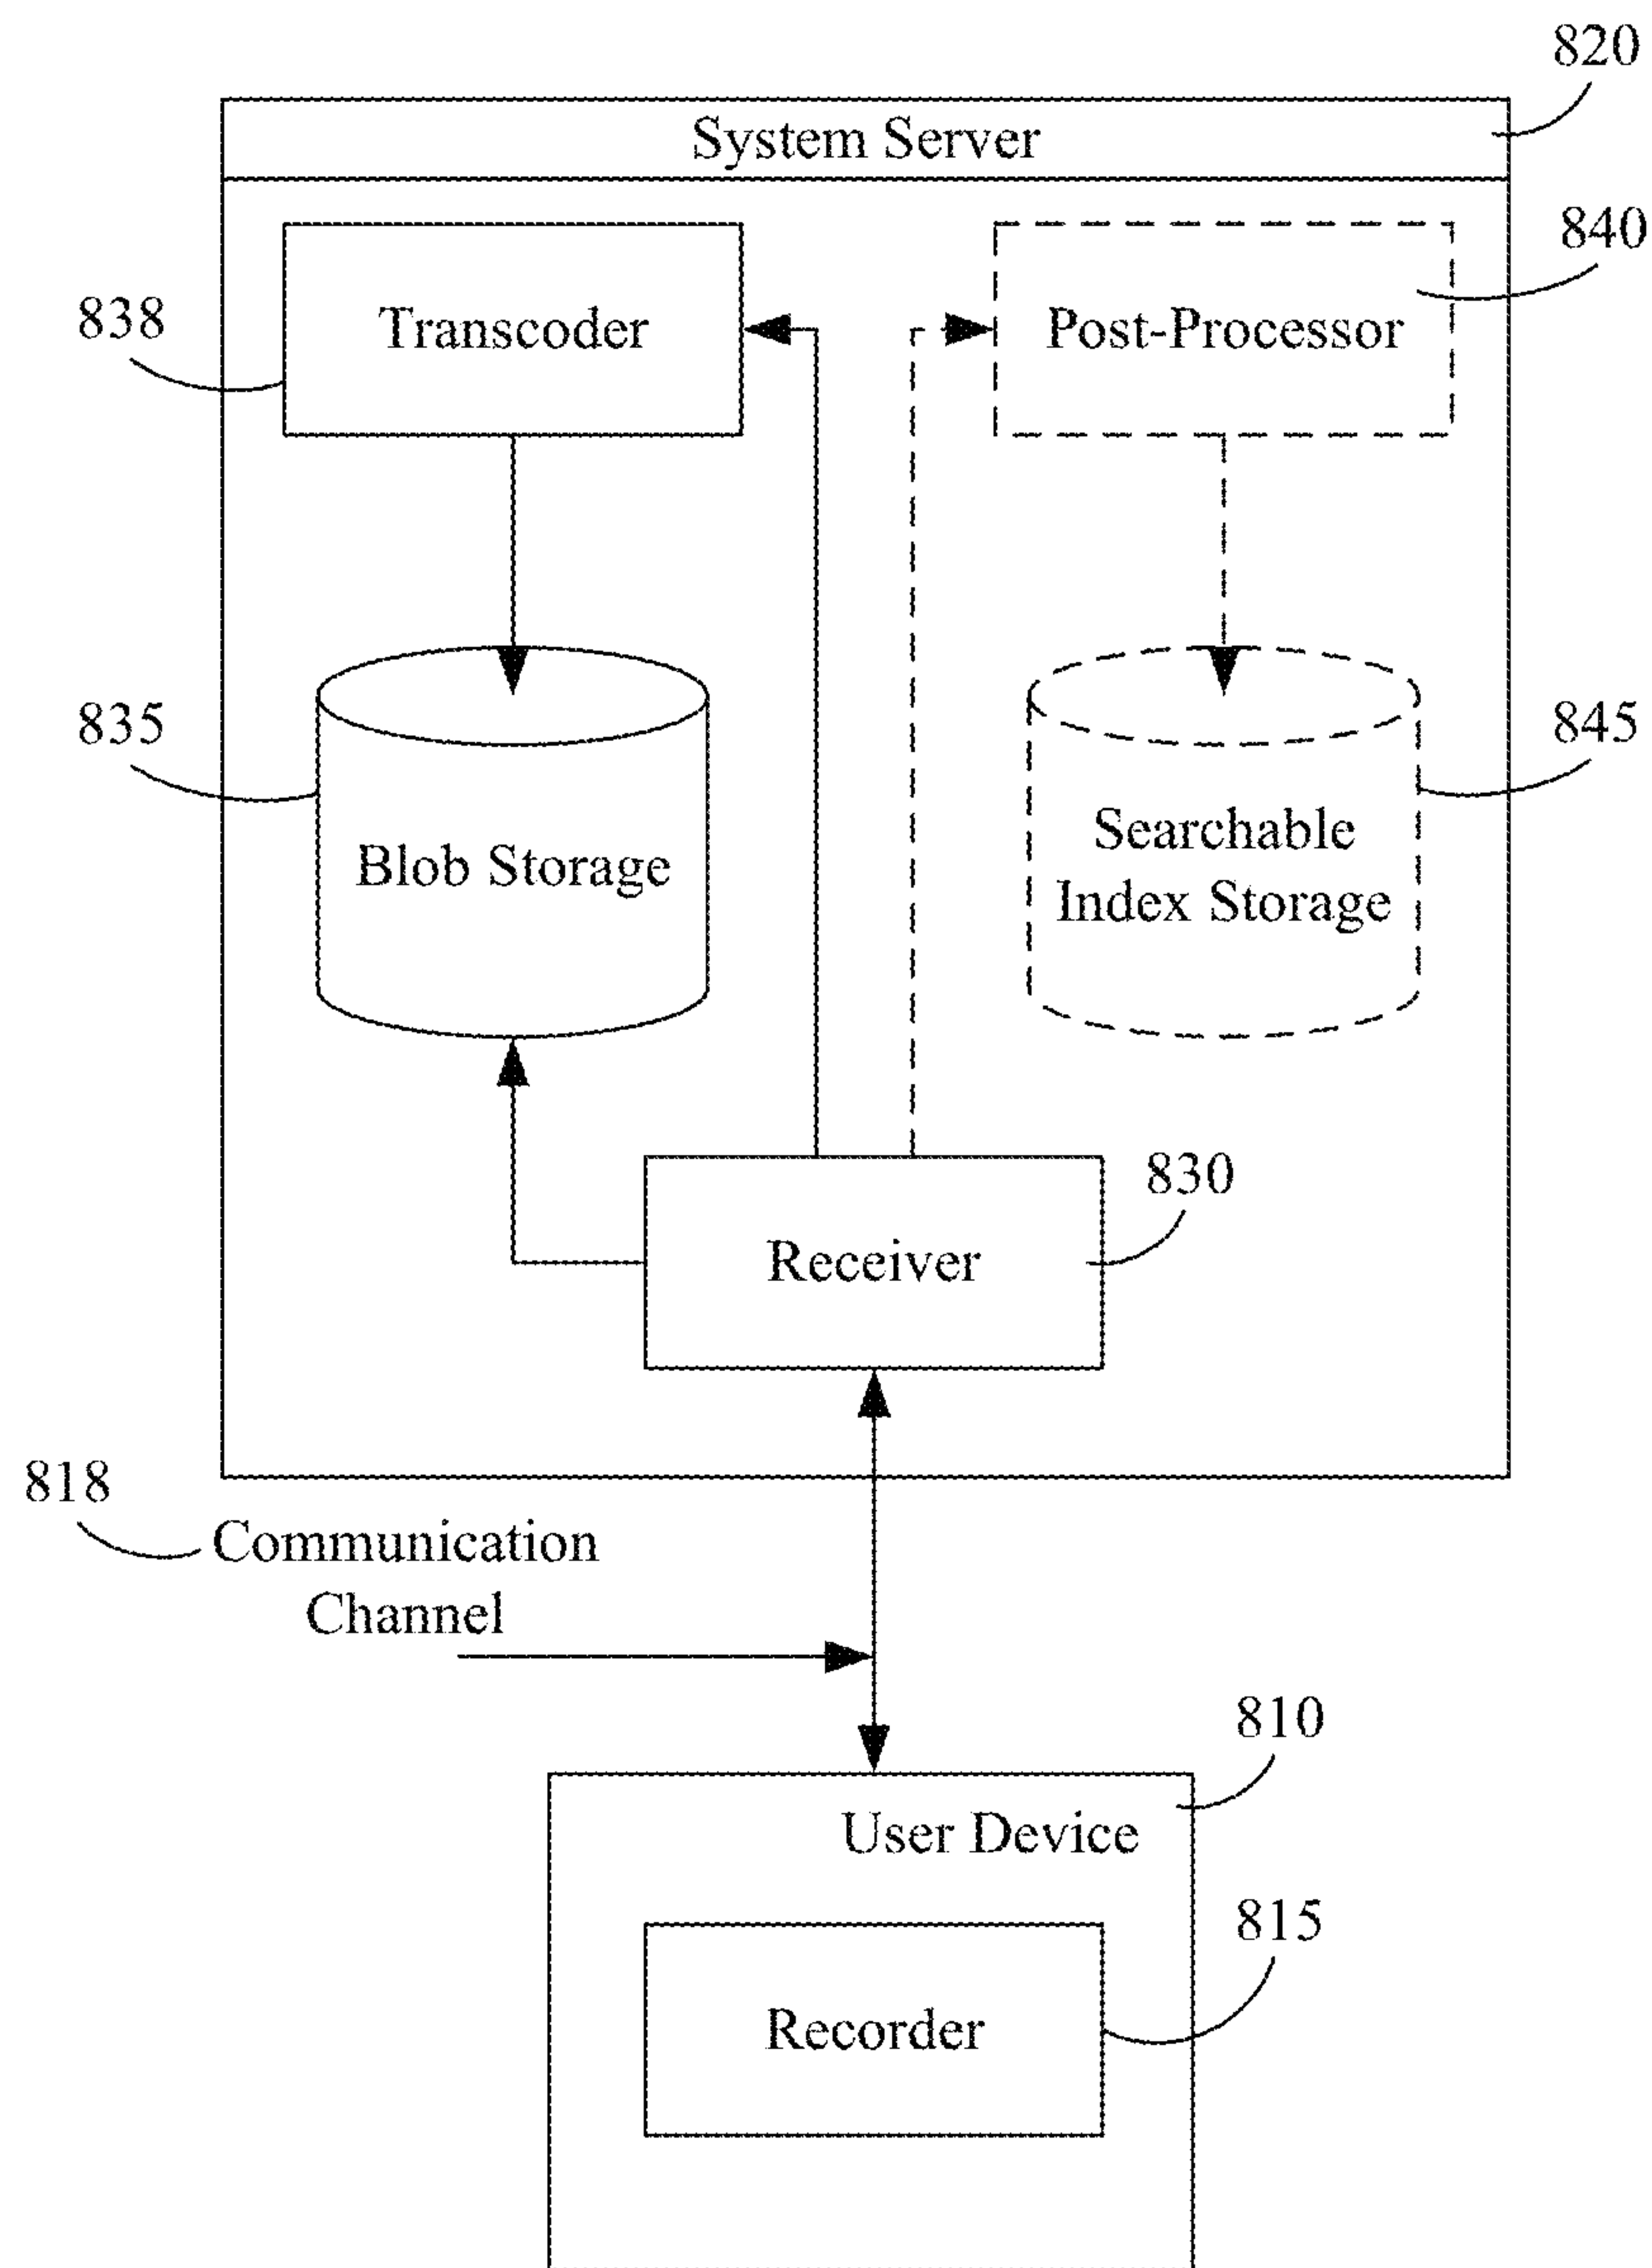 820
System Server
840
838
Transcoder
Post-Processor
835
845
Blob Storage
Searchable
Index Storage
830
Receiver
818
Communication
Channel
810
User Device
815
Recorder